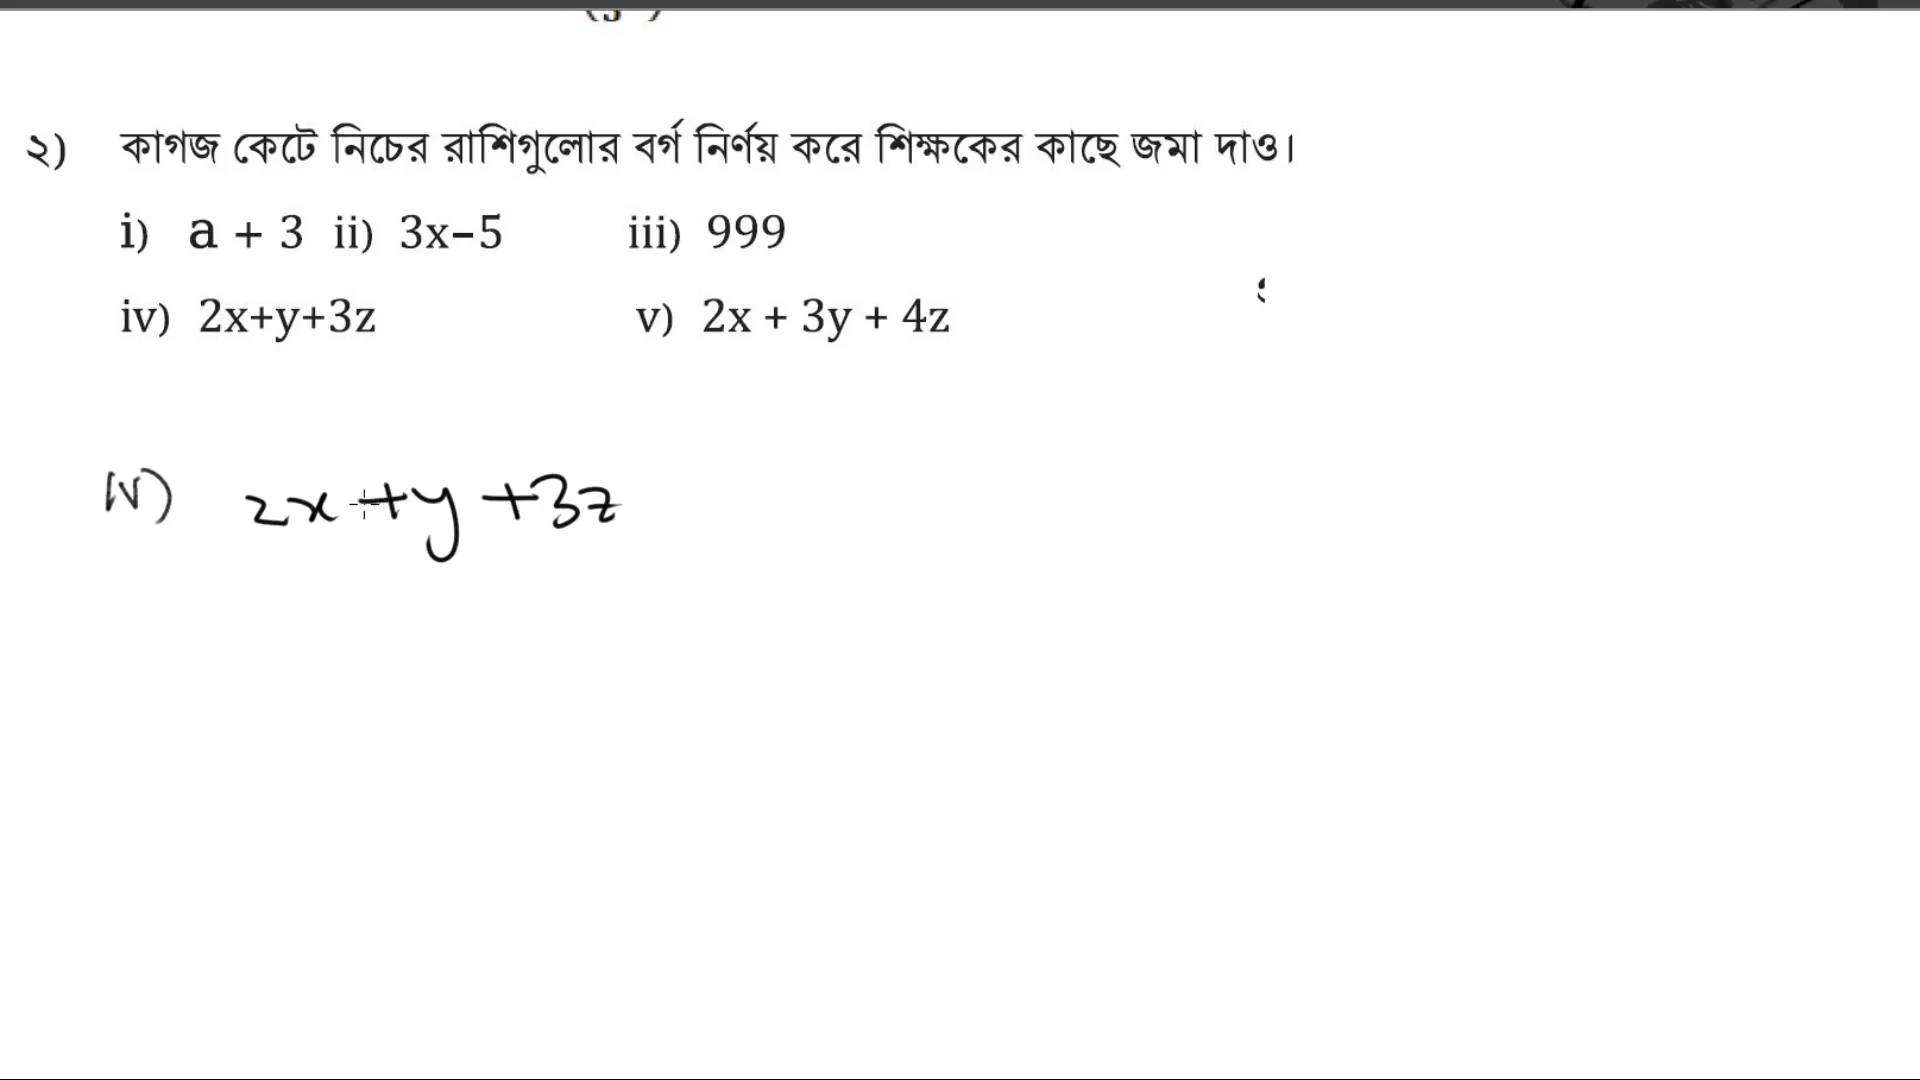 ২) কাগজ কেটে নিচের রাশিগুলোর বর্গ নির্ণয় করে শিক্ষকের কাছে জমা দাও।
i) a + 3 ii) 3x–5 iii) 999
iv) 2x+y+3z v) 2x + 3y + 4z
iv) 2x+y+3z